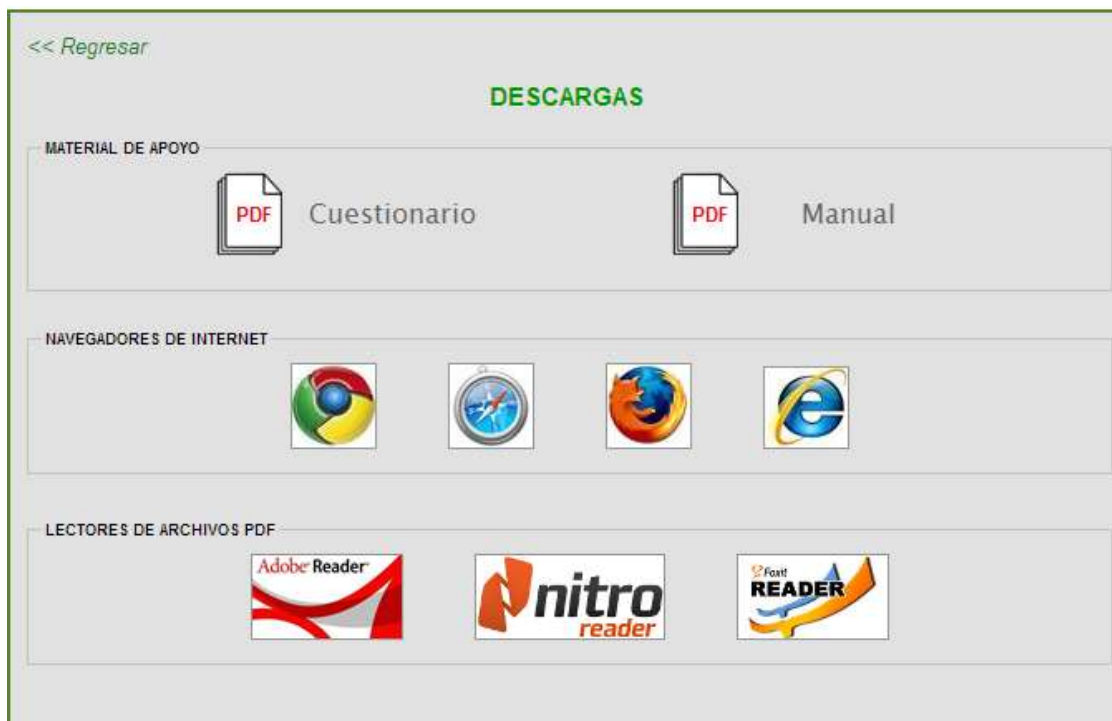 << Regresar
DESCARGAS
MATERIAL DE APOYO
PDF Cuestionario PDF Manual
NAVEGADORES DE INTERNET
LECTORES DE ARCHIVOS PDF
Adobe Reader
nitro
reader
Foxit
READER